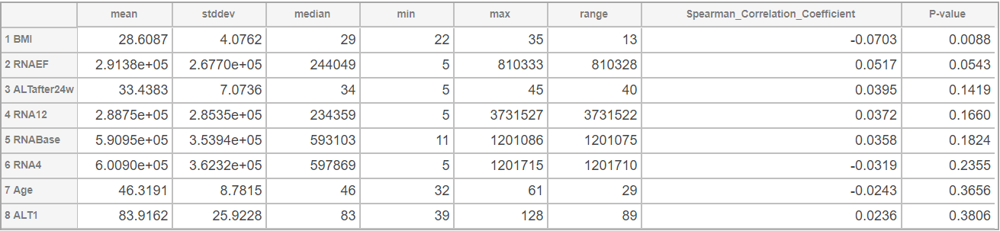 mean stddev median min max range Spearman_Correlation_Coefficient P-value
1 BMI 28.6087 4.0762 29 22 35 13 -0.0703 0.0088
2 RNAEF 2.9138e+05 2.6770e+05 244049 5 810333 810328 0.0517 0.0543
3 ALTafter24w 33.4383 7.0736 34 5 45 40 0.0395 0.1419
4 RNA12 2.8875e+05 2.8535e+05 234359 5 3731527 3731522 0.0372 0.1660
5 RNABase 5.9095e+05 3.5394e+05 593103 11 1201086 1201075 0.0358 0.1824
6 RNA4 6.0090e+05 3.6232e+05 597869 5 1201715 1201710 -0.0319 0.2355
7 Age 46.3191 8.7815 46 32 61 29 -0.0243 0.3656
8 ALT1 83.9162 25.9228 83 39 128 89 0.0236 0.3806